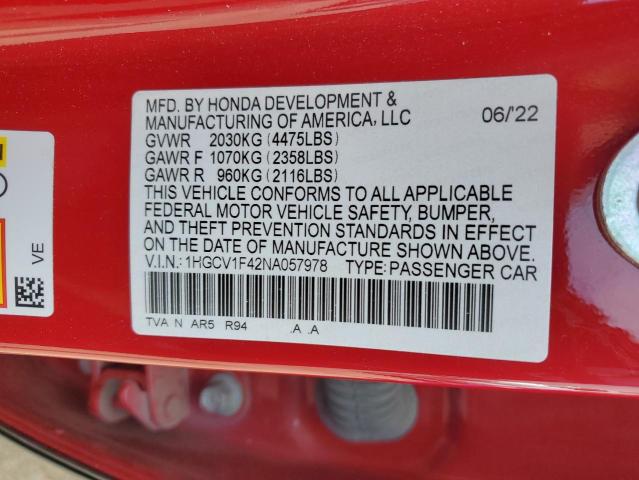 MFD. BY HONDA DEVELOPMENT &
MANUFACTURING OF AMERICA, LLC 06/'22
GVWR 2030KG (4475LBS)
GAWR F 1070KG (2358LBS)
GAWR R 960KG (2116LBS)
THIS VEHICLE CONFORMS TO ALL APPLICABLE
FEDERAL MOTOR VEHICLE SAFETY, BUMPER,
AND THEFT PREVENTION STANDARDS IN EFFECT
ON THE DATE OF MANUFACTURE SHOWN ABOVE.
V.I.N.: 1HGCV1F42NA057978 TYPE: PASSENGER CAR
TVA N AR5 R94 .A .A
VE